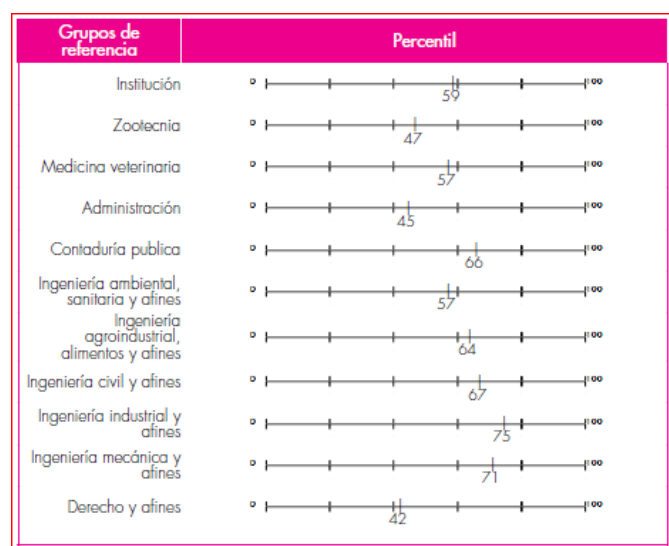 Grupos de
referencia
Percentil
Institución
0 100
59
Zootecnia
0 100
47
Medicina veterinaria
0 100
57
Administración
0 100
45
Contaduría publica
0 100
66
Ingeniería ambiental,
sanitaria y afines
0 100
57
Ingeniería
agroindustrial,
alimentos y afines
0 100
64
Ingeniería civil y afines
0 100
67
Ingeniería industrial y
afines
0 100
75
Ingeniería mecánica y
afines
0 100
71
Derecho y afines
0 100
42